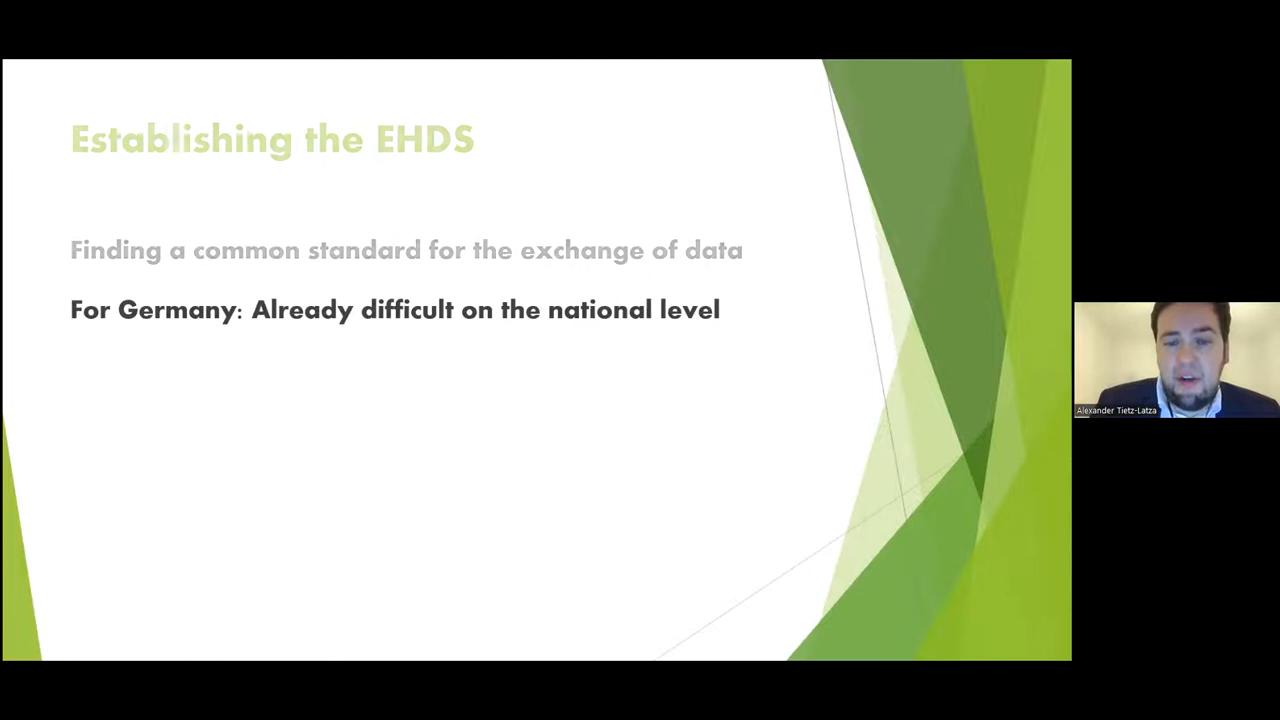 Establishing the EHDS
Finding a common standard for the exchange of data
For Germany: Already difficult on the national level
Alexander Tietz-Latza